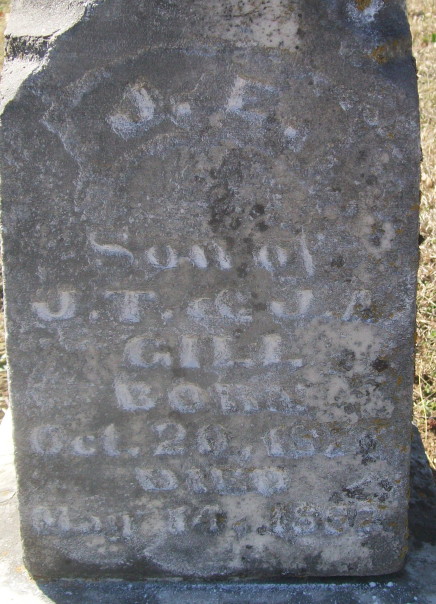 J. E.
Son of
J. T. & J. A.
GILL
BORN
Oct. 20,
DIED